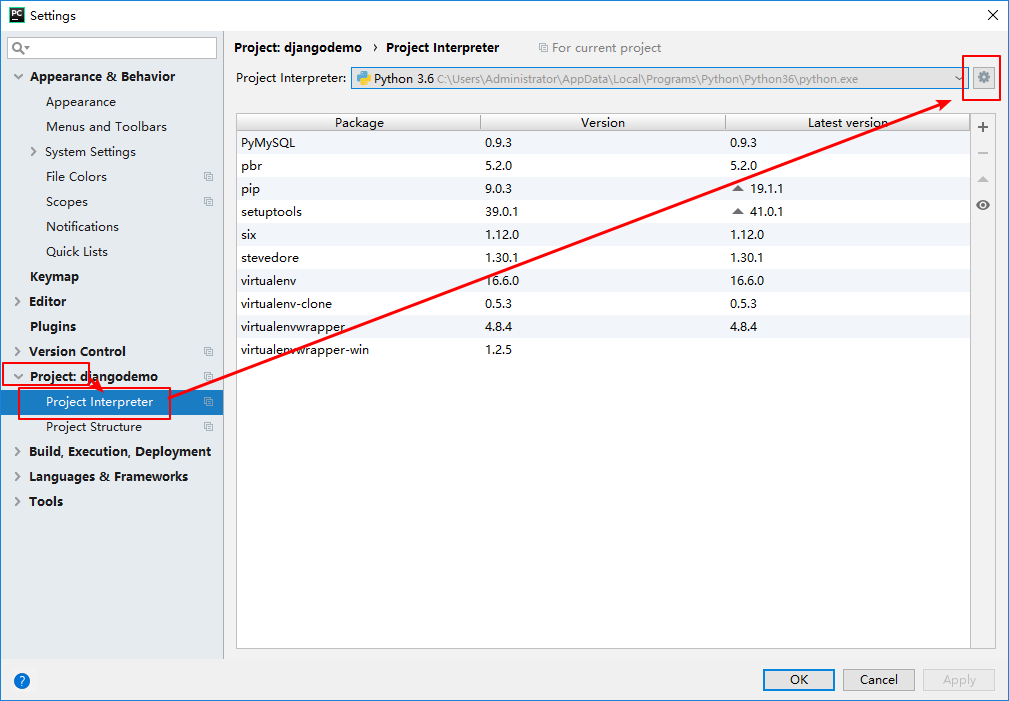 PC Settings
Appearance & Behavior
Appearance
Menus and Toolbars
System Settings
File Colors
Scopes
Notifications
Quick Lists
Keymap
Editor
Plugins
Version Control
Project: djangodemo
Project Interpreter
Project Structure
Build, Execution, Deployment
Languages & Frameworks
Tools
Project: djangodemo › Project Interpreter For current project
Project Interpreter: Python 3.6 C:\Users\Administrator\AppData\Local\Programs\Python\Python36\python.exe
Package Version Latest version
PyMySQL 0.9.3 0.9.3
pbr 5.2.0 5.2.0
pip 9.0.3 19.1.1
setuptools 39.0.1 41.0.1
six 1.12.0 1.12.0
stevedore 1.30.1 1.30.1
virtualenv 16.6.0 16.6.0
virtualenv-clone 0.5.3 0.5.3
virtualenvwrapper 4.8.4 4.8.4
virtualenvwrapper-win 1.2.5
?
OK Cancel Apply